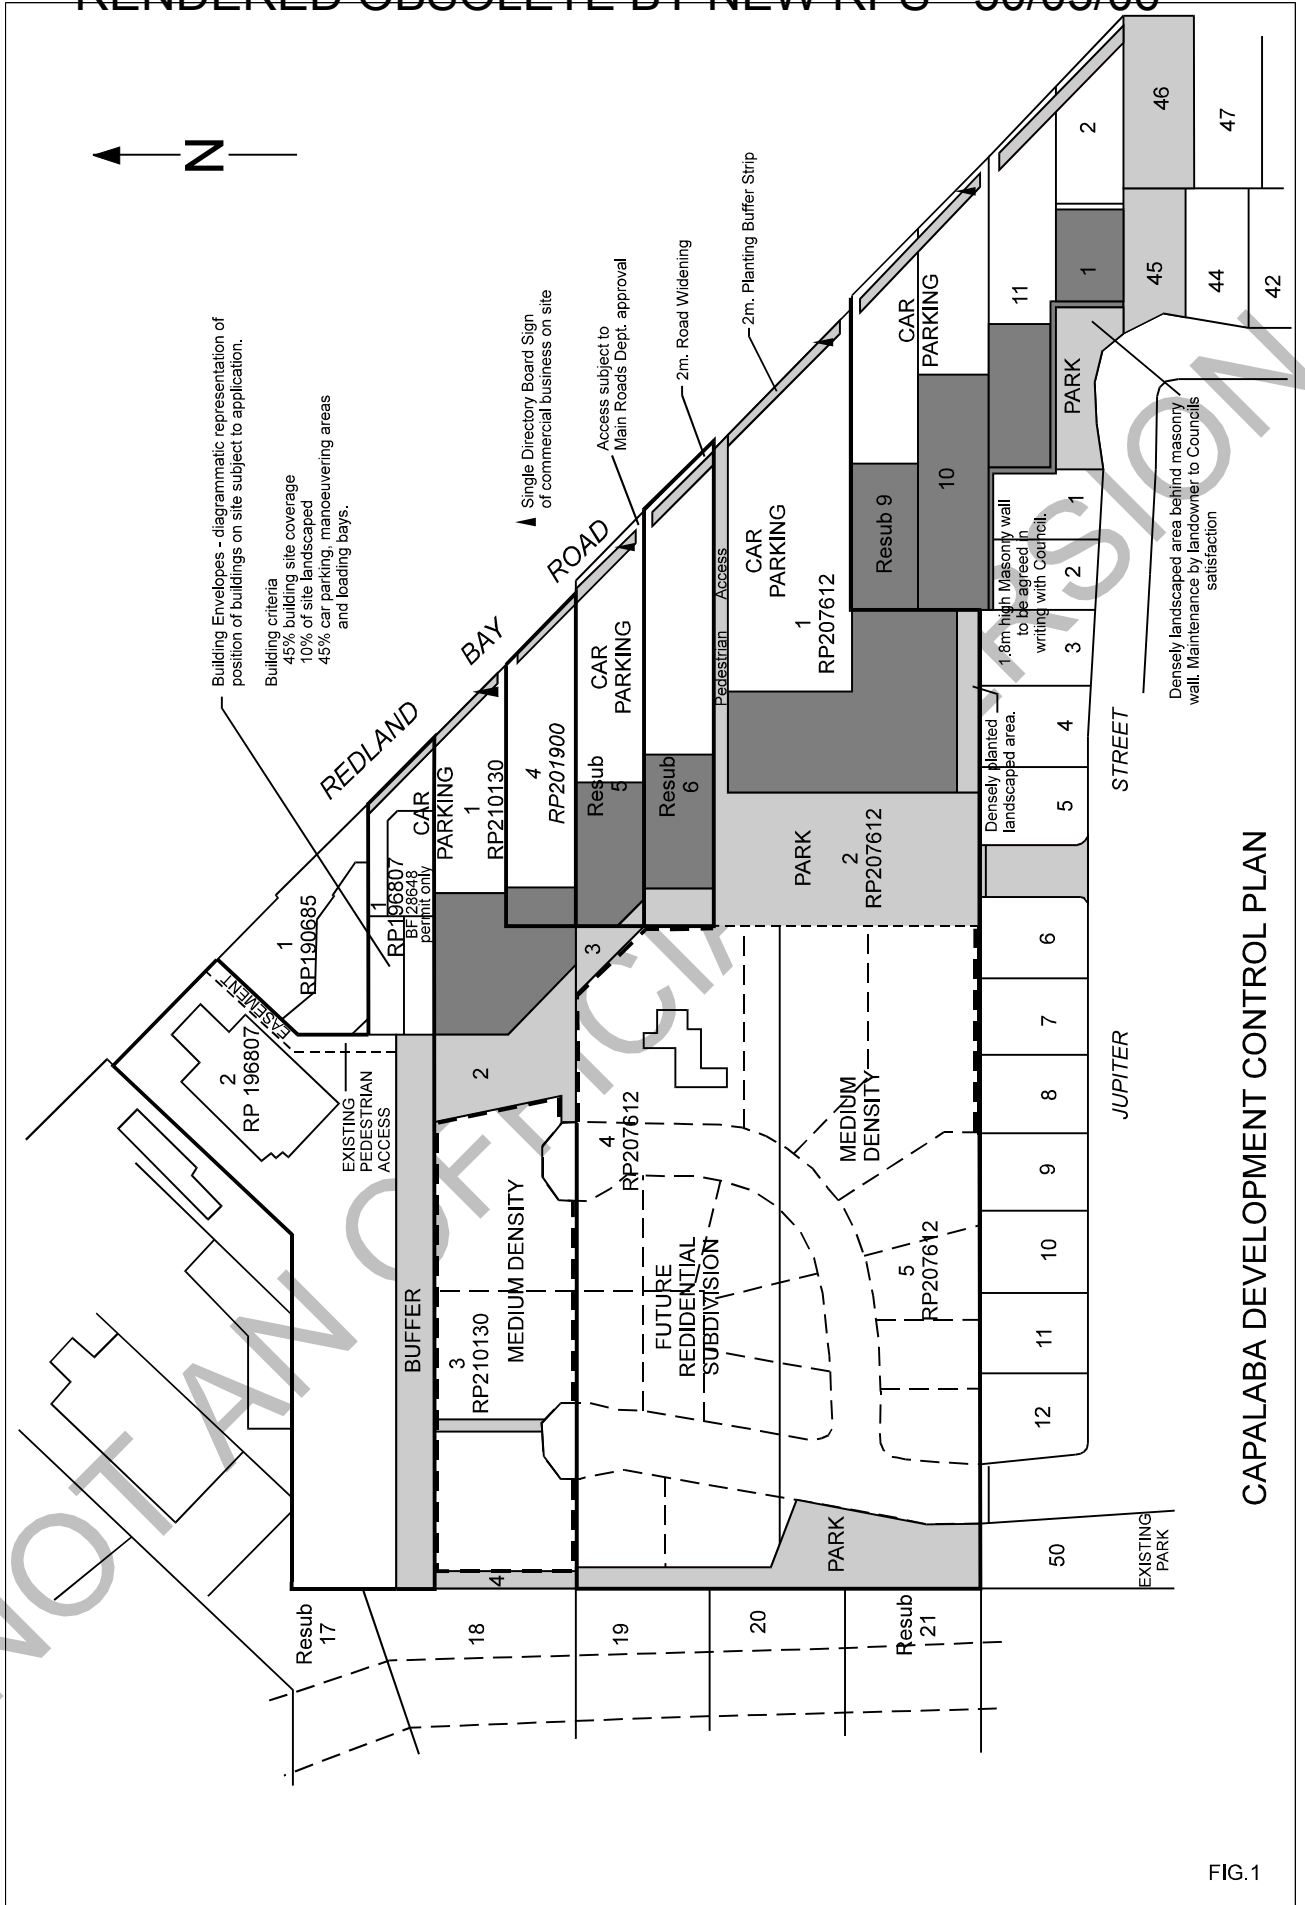 RENDERED OBSOLETE BY NEW RPS - 30/03/06
NOT AN OFFICIAL VERSION
N
Building Envelopes - diagrammatic representation of
position of buildings on site subject to application.
Building criteria
45% building site coverage
10% of site landscaped
45% car parking, manoeuvering areas
and loading bays.
Single Directory Board Sign
of commercial business on site
Access subject to
Main Roads Dept. approval
2m. Road Widening
2m. Planting Buffer Strip
REDLAND
BAY
ROAD
1
RP190685
EASEMENT
2
RP 196807
EXISTING
PEDESTRIAN
ACCESS
1
RP196807
BF28648
permit only
CAR
PARKING
1
RP210130
4
RP201900
CAR
PARKING
Resub
5
Resub
6
Pedestrian Access
CAR
PARKING
1
RP207612
CAR
PARKING
Resub 9
10
11
1
2
46
47
45
44
42
PARK
1.8m high Masonry wall
to be agreed in
writing with Council.
Densely landscaped area behind masonry
wall. Maintenance by landowner to Councils
satisfaction
Densely planted
landscaped area.
PARK
2
RP207612
3
2
BUFFER
MEDIUM DENSITY
3
RP210130
4
4
RP207612
FUTURE
REDIDENTIAL
SUBDIVISION
MEDIUM
DENSITY
5
RP207612
PARK
1
2
3
4
5
6
7
8
9
10
11
12
50
EXISTING
PARK
JUPITER
STREET
Resub
17
18
19
20
Resub
21
CAPALABA DEVELOPMENT CONTROL PLAN
FIG.1